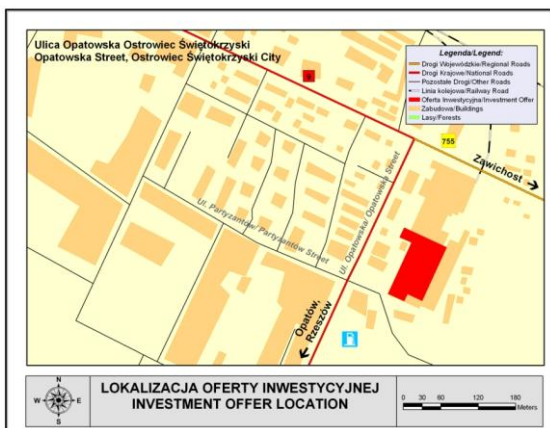 Ulica Opatowska Ostrowiec Świętokrzyski
Opatowska Street, Ostrowiec Świętokrzyski City
Legenda/Legend:
Drogi Wojewódzkie/Regional Roads
Drogi Krajowe/National Roads
Pozostałe Drogi/Other Roads
Linia kolejowa/Railway Road
Oferta Inwestycyjna/Investment Offer
Zabudowa/Buildings
Lasy/Forests
9
755
Zawichost
Ul. Partyzantów/ Partyzantów Street
Ul. Opatowska/ Opatowska Street
Opatów,
Rzeszów
N
W E
S
LOKALIZACJA OFERTY INWESTYCYJNEJ
INVESTMENT OFFER LOCATION
0 30 60 120 180
Meters